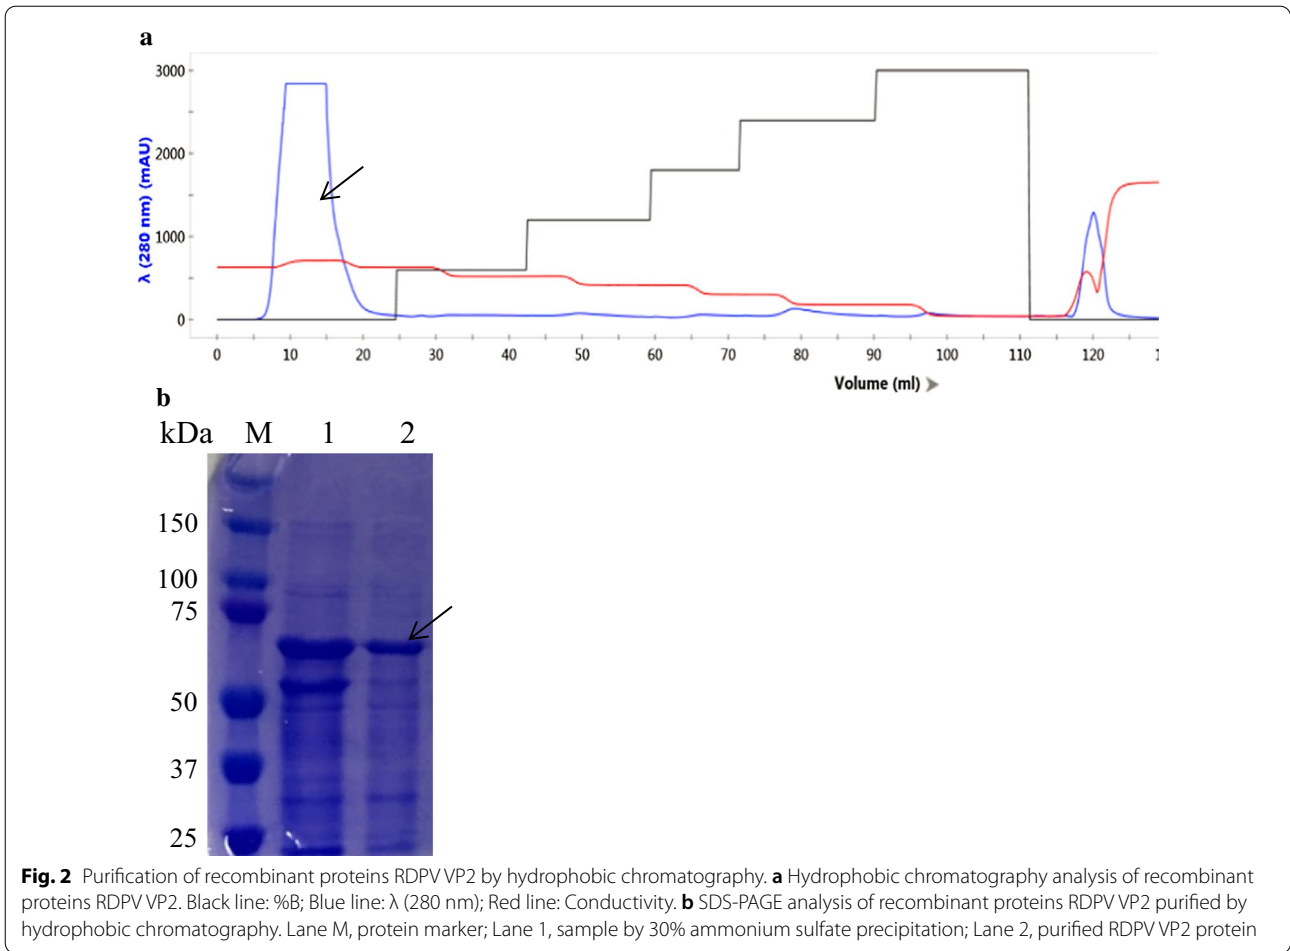 a
3000
2000
1000
0
λ (280 nm) (mAU)
0 10 20 30 40 50 60 70 80 90 100 110 120 1
Volume (ml)
b
kDa M 1 2
150
100
75
50
37
25
Fig. 2 Purification of recombinant proteins RDPV VP2 by hydrophobic chromatography. a Hydrophobic chromatography analysis of recombinant
proteins RDPV VP2. Black line: %B; Blue line: λ (280 nm); Red line: Conductivity. b SDS-PAGE analysis of recombinant proteins RDPV VP2 purified by
hydrophobic chromatography. Lane M, protein marker; Lane 1, sample by 30% ammonium sulfate precipitation; Lane 2, purified RDPV VP2 protein